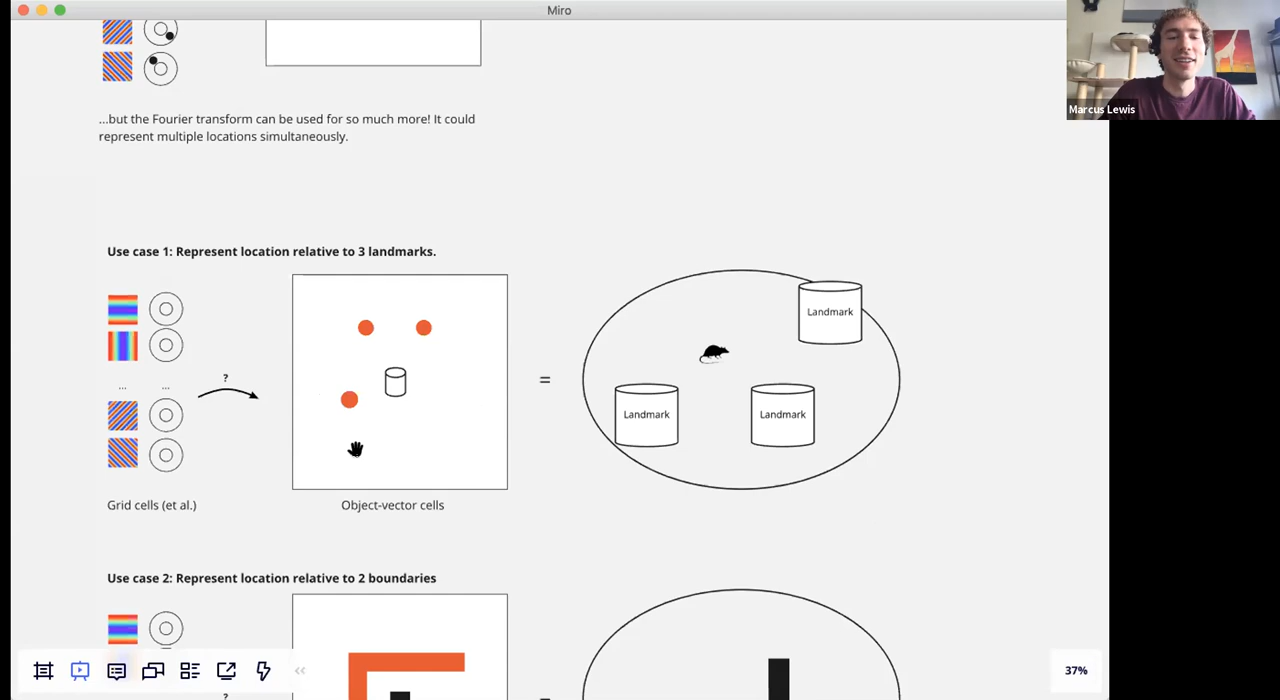 Miro
Marcus Lewis
...but the Fourier transform can be used for so much more! It could
represent multiple locations simultaneously.
Use case 1: Represent location relative to 3 landmarks.
Landmark
?
... ...
=
Landmark Landmark
Grid cells (et al.)
Object-vector cells
Use case 2: Represent location relative to 2 boundaries
37%
?